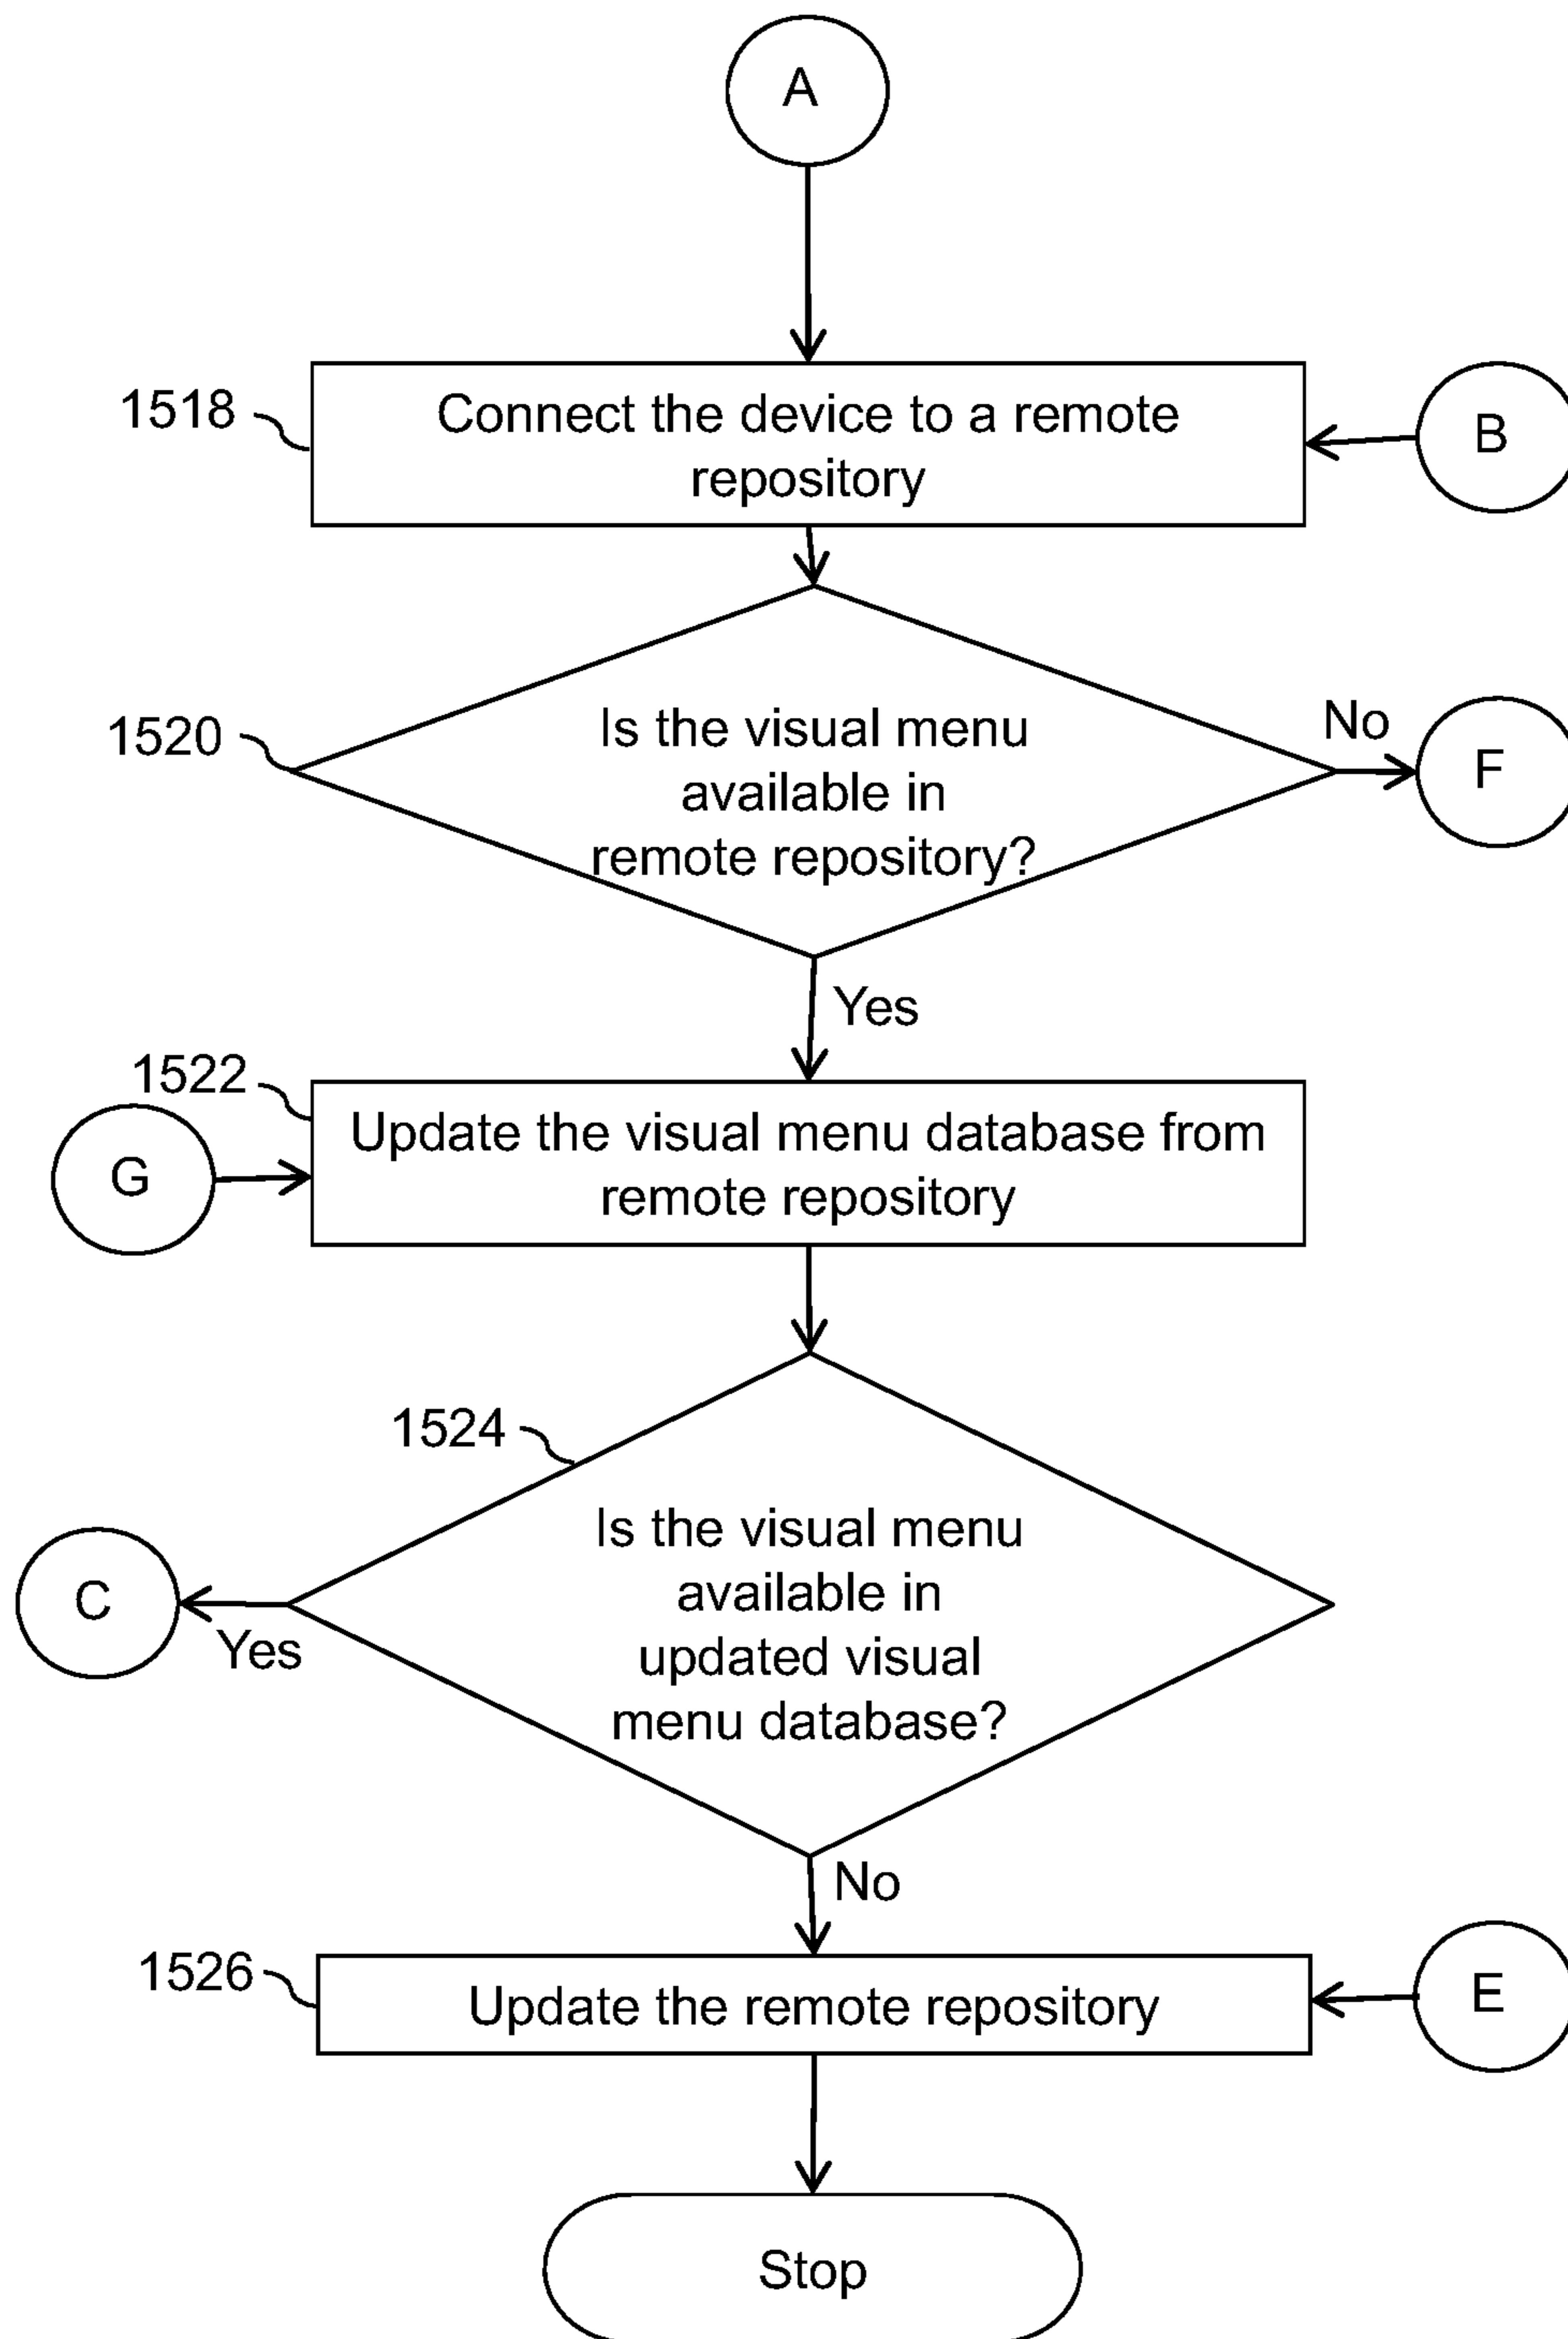 A
1518
Connect the device to a remote
repository
B
1520
Is the visual menu
available in
remote repository?
No
F
Yes
1522
Update the visual menu database from
remote repository
G
1524
Is the visual menu
available in
updated visual
menu database?
C
Yes
No
1526
Update the remote repository
E
Stop